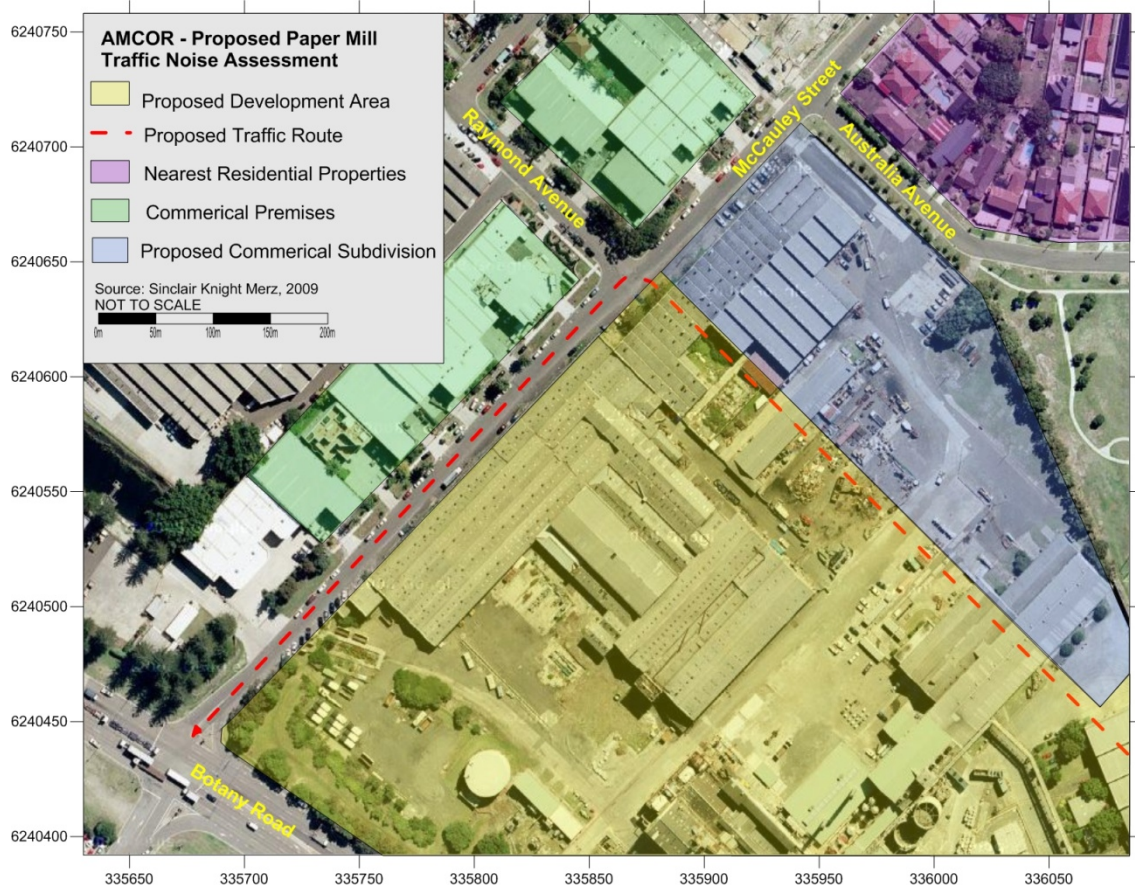 AMCOR - Proposed Paper Mill
Traffic Noise Assessment
Proposed Development Area
Proposed Traffic Route
Nearest Residential Properties
Commerical Premises
Proposed Commerical Subdivision
Source: Sinclair Knight Merz, 2009
NOT TO SCALE
0m 50m 100m 150m 200m
Raymond Avenue
McCauley Street
Australia Avenue
Botany Road
6240750
6240700
6240650
6240600
6240550
6240500
6240450
6240400
335650 335700 335750 335800 335850 335900 335950 336000 336050